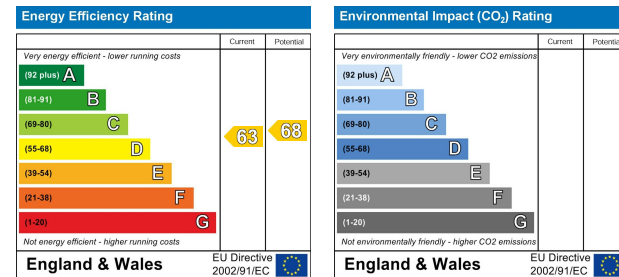 Energy Efficiency Rating
Current Potential
Very energy efficient - lower running costs
(92 plus) A
(81-91) B
(69-80) C
(55-68) D
(39-54) E
(21-38) F
(1-20) G
63 68
Not energy efficient - higher running costs
England & Wales
EU Directive
2002/91/EC
Environmental Impact (CO₂) Rating
Current Potentia
Very environmentally friendly - lower CO2 emissions
(92 plus) A
(81-91) B
(69-80) C
(55-68) D
(39-54) E
(21-38) F
(1-20) G
Not environmentally friendly - higher CO2 emissions
England & Wales
EU Directive
2002/91/EC